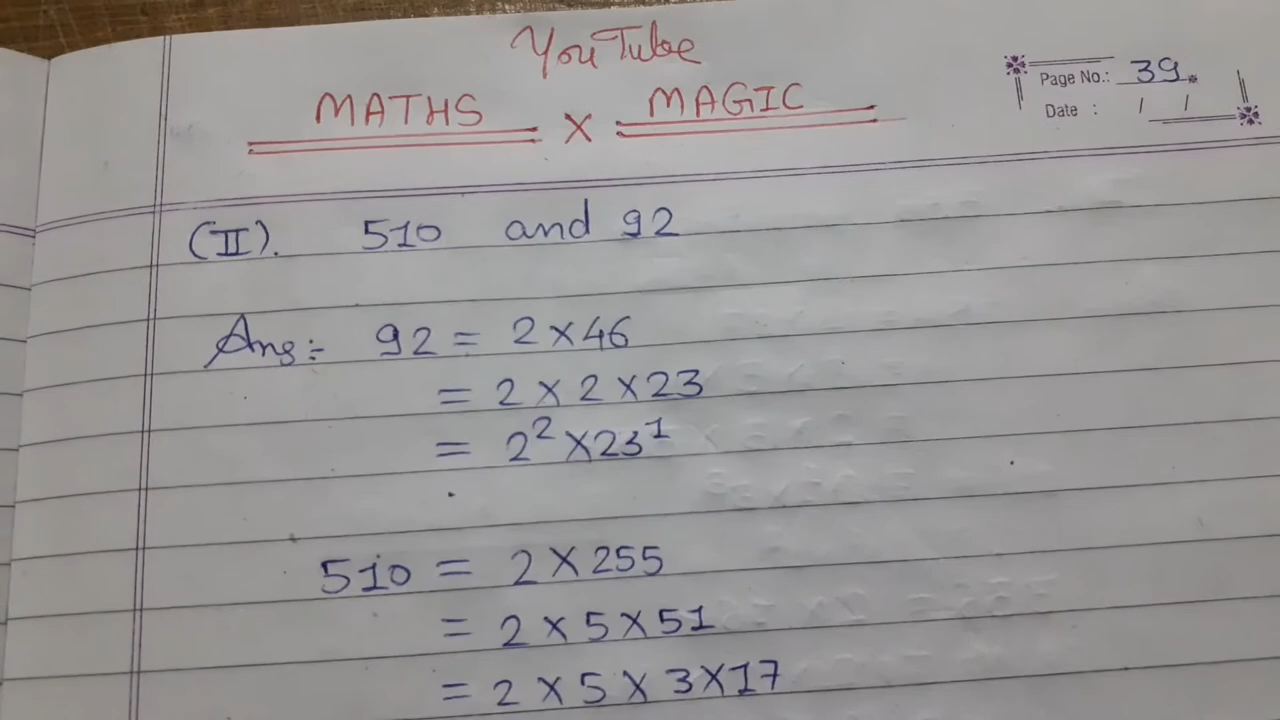 YouTube
MATHS X MAGIC
Page No.: 39
Date : / /
(II). 510 and 92
Ans:- 92 = 2 × 46
= 2 × 2 × 23
= 2² × 23¹
510 = 2 × 255
= 2 × 5 × 51
= 2 × 5 × 3 × 17